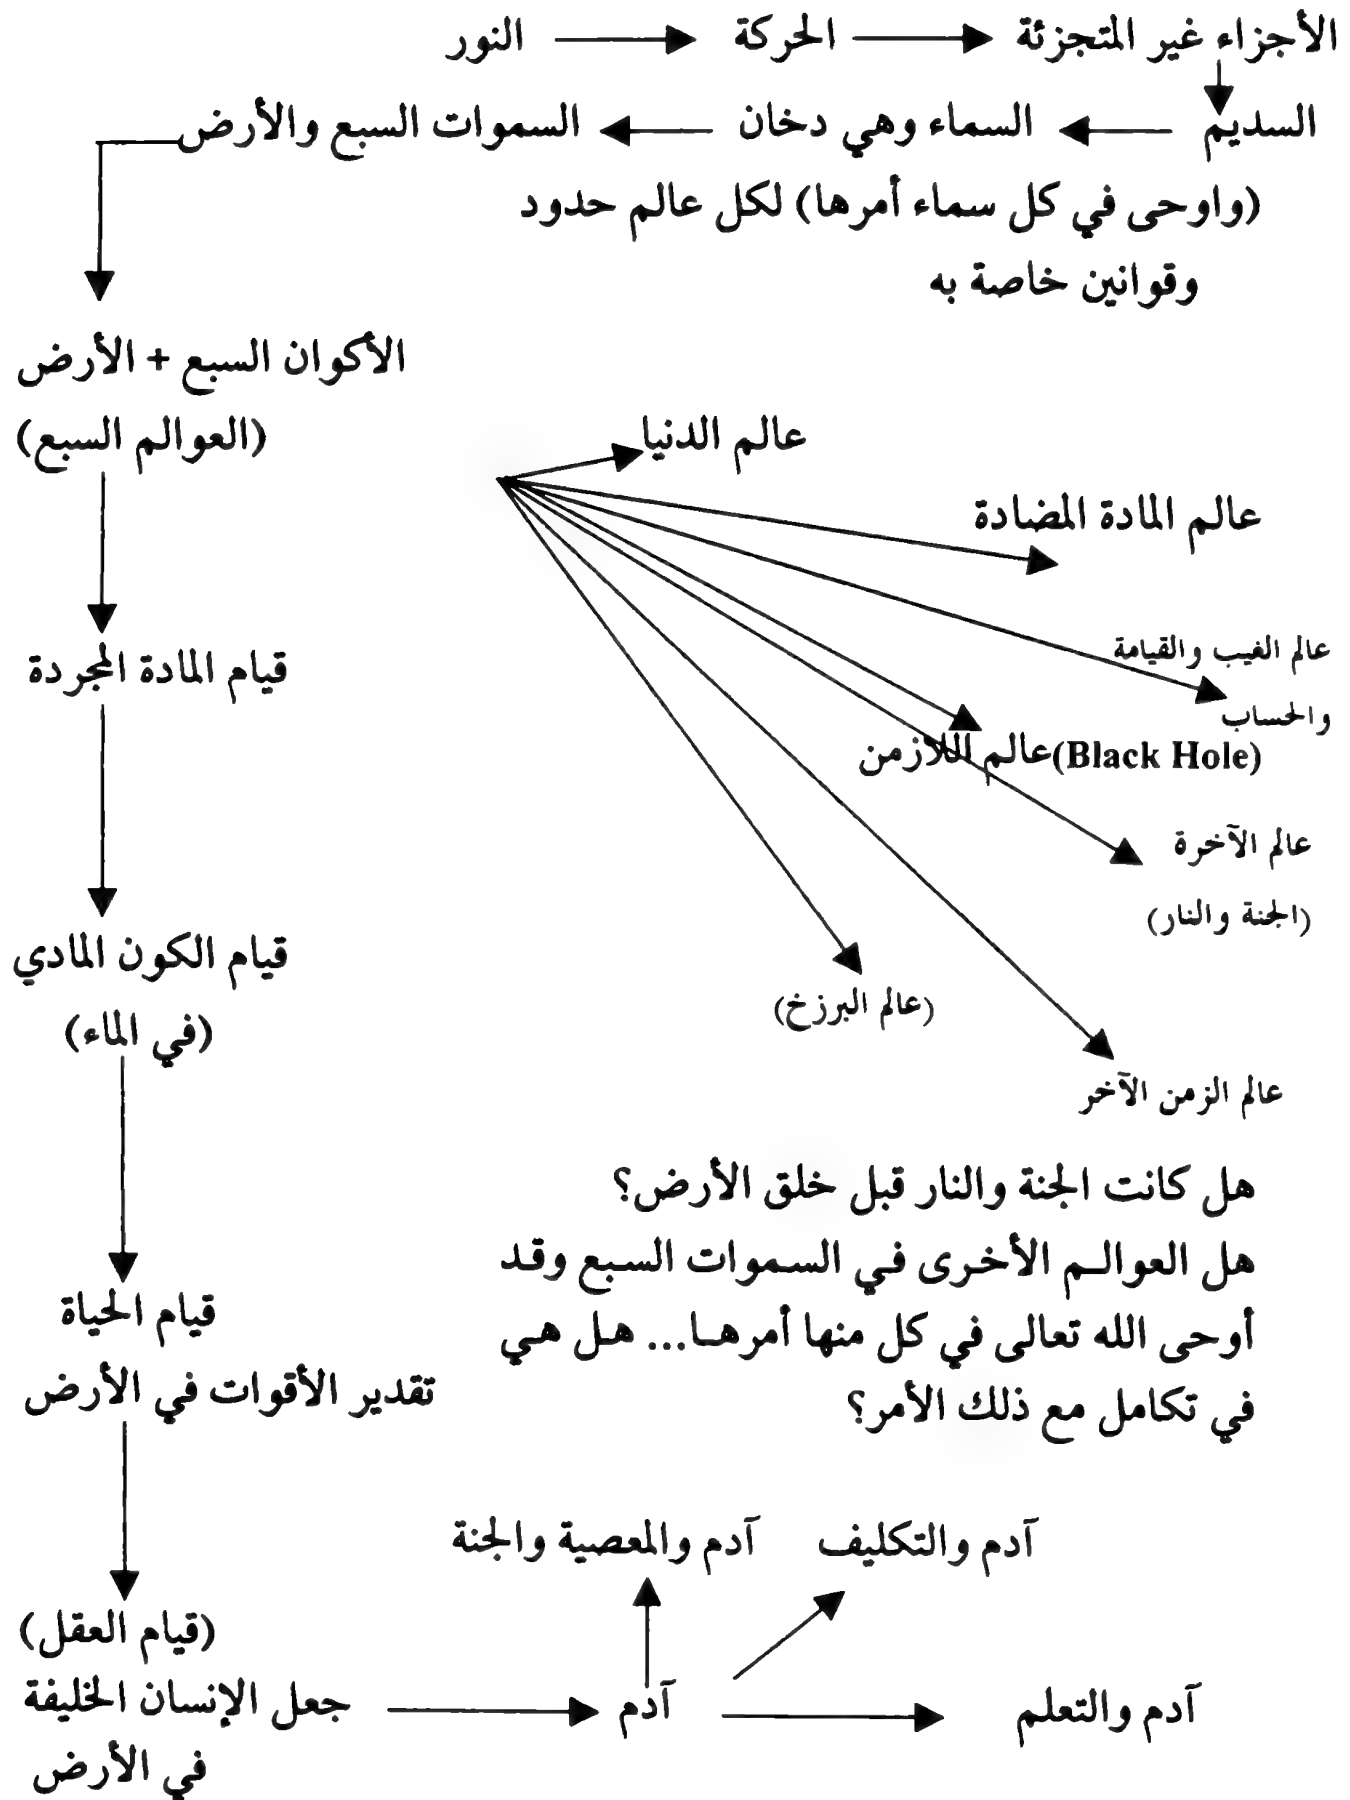 النور الحركة الأجزاء غير المتجزئة
السديم السماء وهي دخان السموات السبع والأرض
(واوحى في كل سماء أمرها) لكل عالم حدود
وقوانين خاصة به
الأكوان السبع + الأرض
(العوالم السبع)
عالم الدنيا
عالم المادة المضادة
عالم الغيب والقيامة
والحساب
عالم اللازمن(Black Hole)
عالم الآخرة
(الجنة والنار)
(عالم البرزخ)
عالم الزمن الآخر
قيام المادة المجردة
قيام الكون المادي
(في الماء)
قيام الحياة
تقدير الأقوات في الأرض
هل كانت الجنة والنار قبل خلق الأرض؟
هل العوالم الأخرى في السموات السبع وقد
أوحى الله تعالى في كل منها أمرها... هل هي
في تكامل مع ذلك الأمر؟
آدم والتكليف آدم والمعصية والجنة
(قيام العقل)
جعل الإنسان الخليفة
في الأرض
آدم
آدم والتعلم